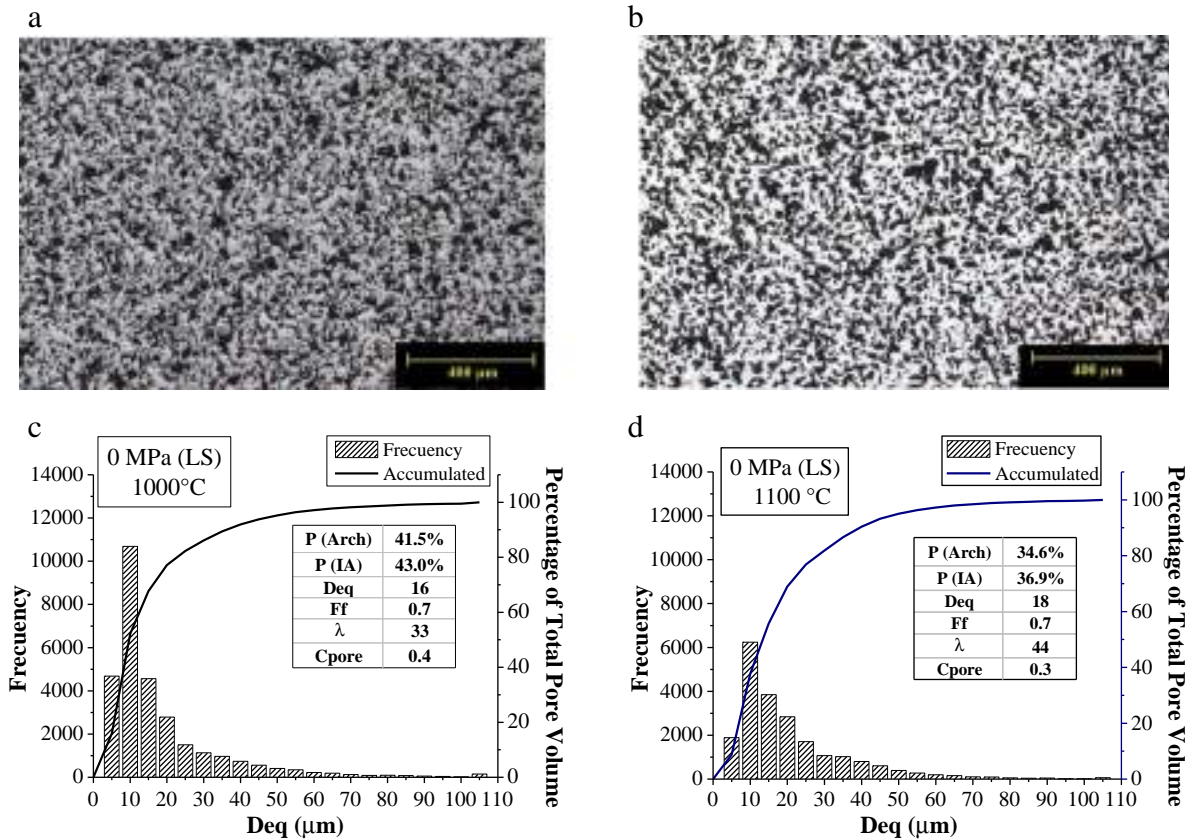 a
b
400 μm
400 μm
c
0 MPa (LS)
1000°C
Frecuency
Accumulated
14000
12000
10000
8000
6000
4000
2000
0
Frecuency
P (Arch) 41.5%
P (IA) 43.0%
Deq 16
Ff 0.7
λ 33
Cpore 0.4
100
80
60
40
20
0
Percentage of Total Pore Volume
0 10 20 30 40 50 60 70 80 90 100 110
Deq (μm)
d
0 MPa (LS)
1100 °C
Frecuency
Accumulated
14000
12000
10000
8000
6000
4000
2000
0
Frecuency
P (Arch) 34.6%
P (IA) 36.9%
Deq 18
Ff 0.7
λ 44
Cpore 0.3
100
80
60
40
20
0
Percentage of Total Pore Volume
0 10 20 30 40 50 60 70 80 90 100 110
Deq (μm)